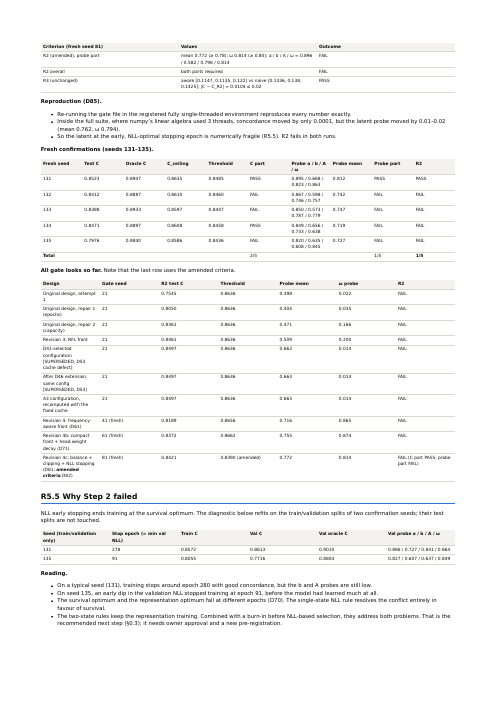 Criterion (fresh seed 81) Values Outcome
R2 (amended), probe part mean 0.772 (≥ 0.78); ω 0.814 (≥ 0.80); a / b / A / ω = 0.896 FAIL
/ 0.582 / 0.798 / 0.814
R2 overall both parts required FAIL
R3 (unchanged) aware [0.1147, 0.1135, 0.122] vs naive [0.1336, 0.138, PASS
0.1425], |ĉ − C_R2| = 0.0104 ≤ 0.02
Reproduction (D85).
• Re-running the gate file in the registered fully single-threaded environment reproduces every number exactly.
• Inside the full suite, where numpy's linear algebra used 3 threads, concordance moved by only 0.0001, but the latent probe moved by 0.01–0.02
(mean 0.762, ω 0.794).
• So the latent at the early, NLL-optimal stopping epoch is numerically fragile (R5.5). R2 fails in both runs.
Fresh confirmations (seeds 131–135).
Fresh seed Test C Oracle C C_ceiling Threshold C part Probe a / b / A Probe mean Probe part R2
/ ω
131 0.8523 0.8947 0.8635 0.8485 PASS 0.895 / 0.668 / 0.812 PASS PASS
0.823 / 0.863
132 0.8412 0.8887 0.8610 0.8460 FAIL 0.867 / 0.598 / 0.742 FAIL FAIL
0.746 / 0.757
133 0.8388 0.8933 0.8597 0.8447 FAIL 0.850 / 0.573 / 0.747 FAIL FAIL
0.787 / 0.779
134 0.8471 0.8897 0.8608 0.8458 PASS 0.849 / 0.656 / 0.719 FAIL FAIL
0.733 / 0.638
135 0.7976 0.8840 0.8586 0.8436 FAIL 0.820 / 0.635 / 0.727 FAIL FAIL
0.608 / 0.845
Total 2/5 1/5 1/5
All gate looks so far. Note that the last row uses the amended criteria.
Design Gate seed R2 test C Threshold Probe mean ω probe R2
Original design, attempt 21 0.7545 0.8636 0.398 0.022 FAIL
1
Original design, repair 1 21 0.8050 0.8636 0.404 0.035 FAIL
(epochs)
Original design, repair 2 21 0.8361 0.8636 0.471 0.166 FAIL
(capacity)
Revision 3: NFL front 21 0.8461 0.8636 0.509 0.200 FAIL
D41-selected 21 0.8497 0.8636 0.663 0.014 FAIL
configuration
[SUPERSEDED, D53
cache defect]
After D46 extension, 21 0.8497 0.8636 0.663 0.014 FAIL
same config
[SUPERSEDED, D53]
A3 configuration, 21 0.8497 0.8636 0.663 0.014 FAIL
recomputed with the
fixed cache
Revision 4: frequency- 41 (fresh) 0.8189 0.8656 0.716 0.865 FAIL
aware front (D61)
Revision 4b: compact 61 (fresh) 0.8372 0.8662 0.755 0.874 FAIL
front + head weight
decay (D71)
Revision 4c: balance + 81 (fresh) 0.8421 0.8390 (amended) 0.772 0.814 FAIL (C part PASS; probe
clipping + NLL stopping part FAIL)
(D81; amended
criteria D82)
R5.5 Why Step 2 failed
NLL early stopping ends training at the survival optimum. The diagnostic below refits on the train/validation splits of two confirmation seeds; their test
splits are not touched.
Seed (train/validation Stop epoch (= min val Train C Val C Val oracle C Val probe a / b / A / ω
only) NLL)
131 278 0.8572 0.8613 0.9010 0.886 / 0.727 / 0.841 / 0.864
135 91 0.8055 0.7716 0.8804 0.827 / 0.607 / 0.637 / 0.849
Reading.
• On a typical seed (131), training stops around epoch 280 with good concordance, but the b and A probes are still low.
• On seed 135, an early dip in the validation NLL stopped training at epoch 91, before the model had learned much at all.
• The survival optimum and the representation optimum fall at different epochs (D70). The single-state NLL rule resolves the conflict entirely in
favour of survival.
• The two-state rules keep the representation training. Combined with a burn-in before NLL-based selection, they address both problems. That is the
recommended next step (§0.3); it needs owner approval and a new pre-registration.